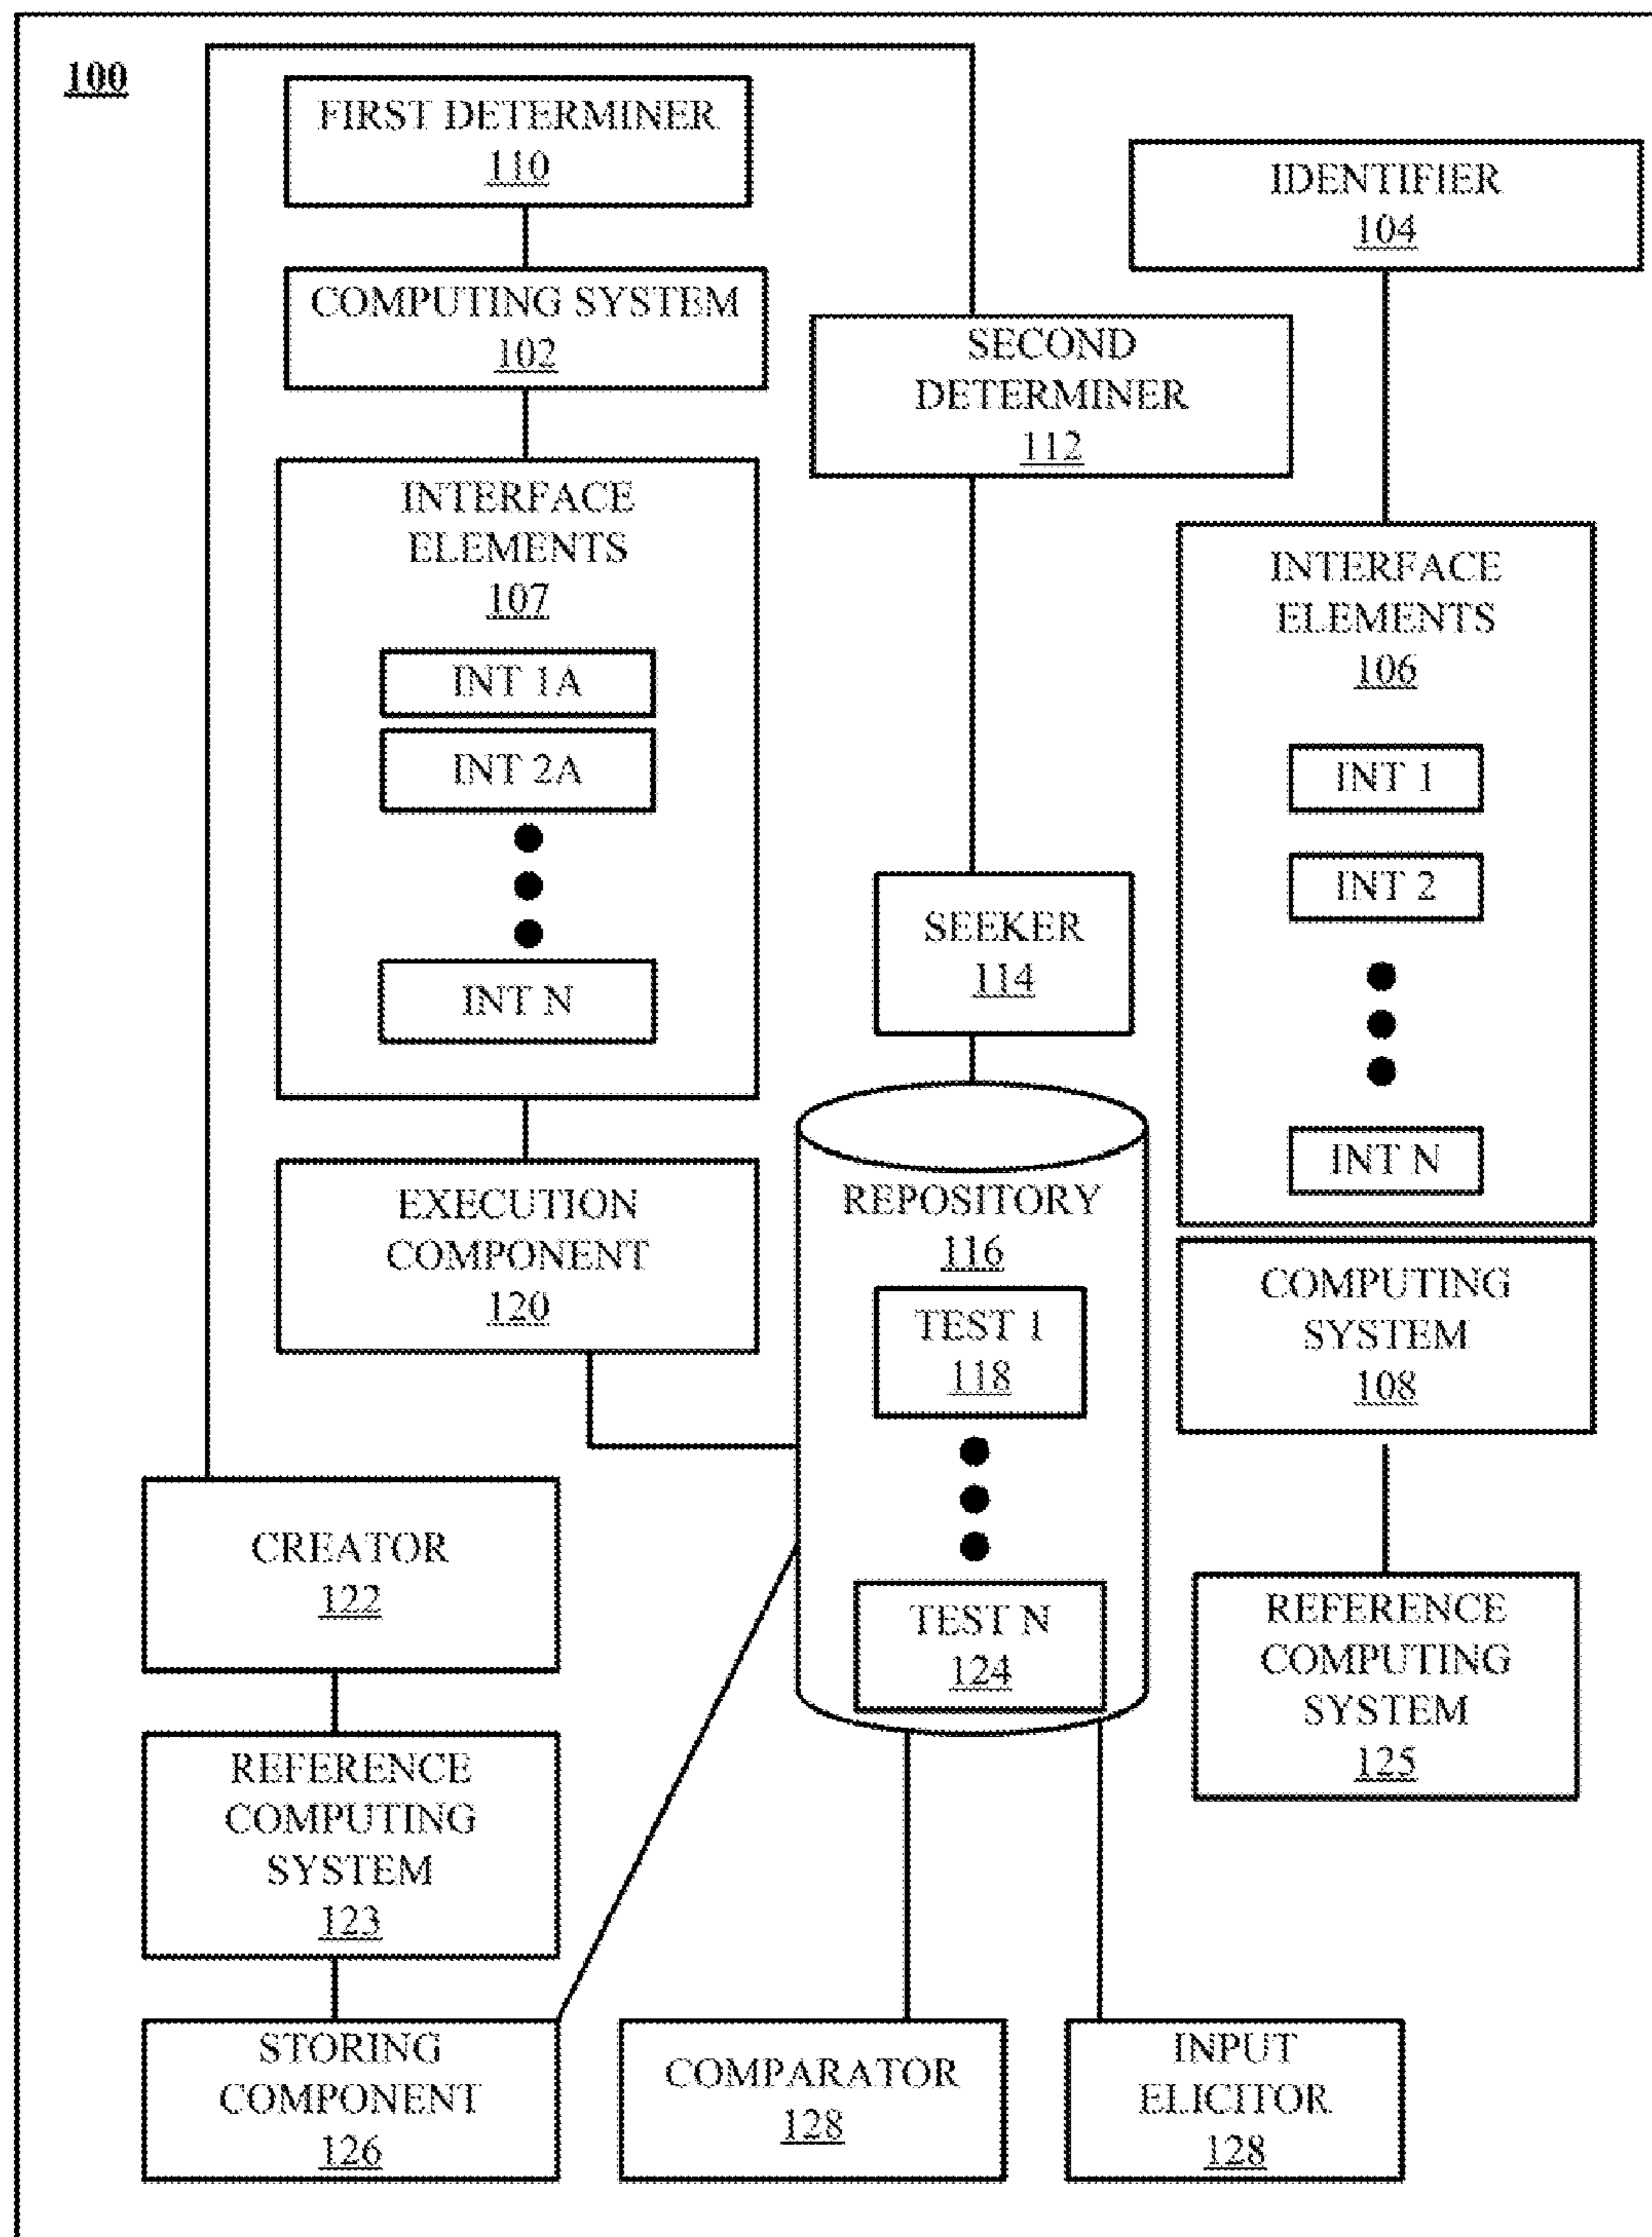 100
FIRST DETERMINER
110
IDENTIFIER
104
COMPUTING SYSTEM
102
SECOND
DETERMINER
112
INTERFACE
ELEMENTS
107
INT 1A
INT 2A
INT N
INTERFACE
ELEMENTS
106
INT 1
INT 2
INT N
SEEKER
114
EXECUTION
COMPONENT
120
REPOSITORY
116
TEST 1
118
TEST N
124
COMPUTING
SYSTEM
108
CREATOR
122
REFERENCE
COMPUTING
SYSTEM
125
REFERENCE
COMPUTING
SYSTEM
123
STORING
COMPONENT
126
COMPARATOR
128
INPUT
ELICITOR
128